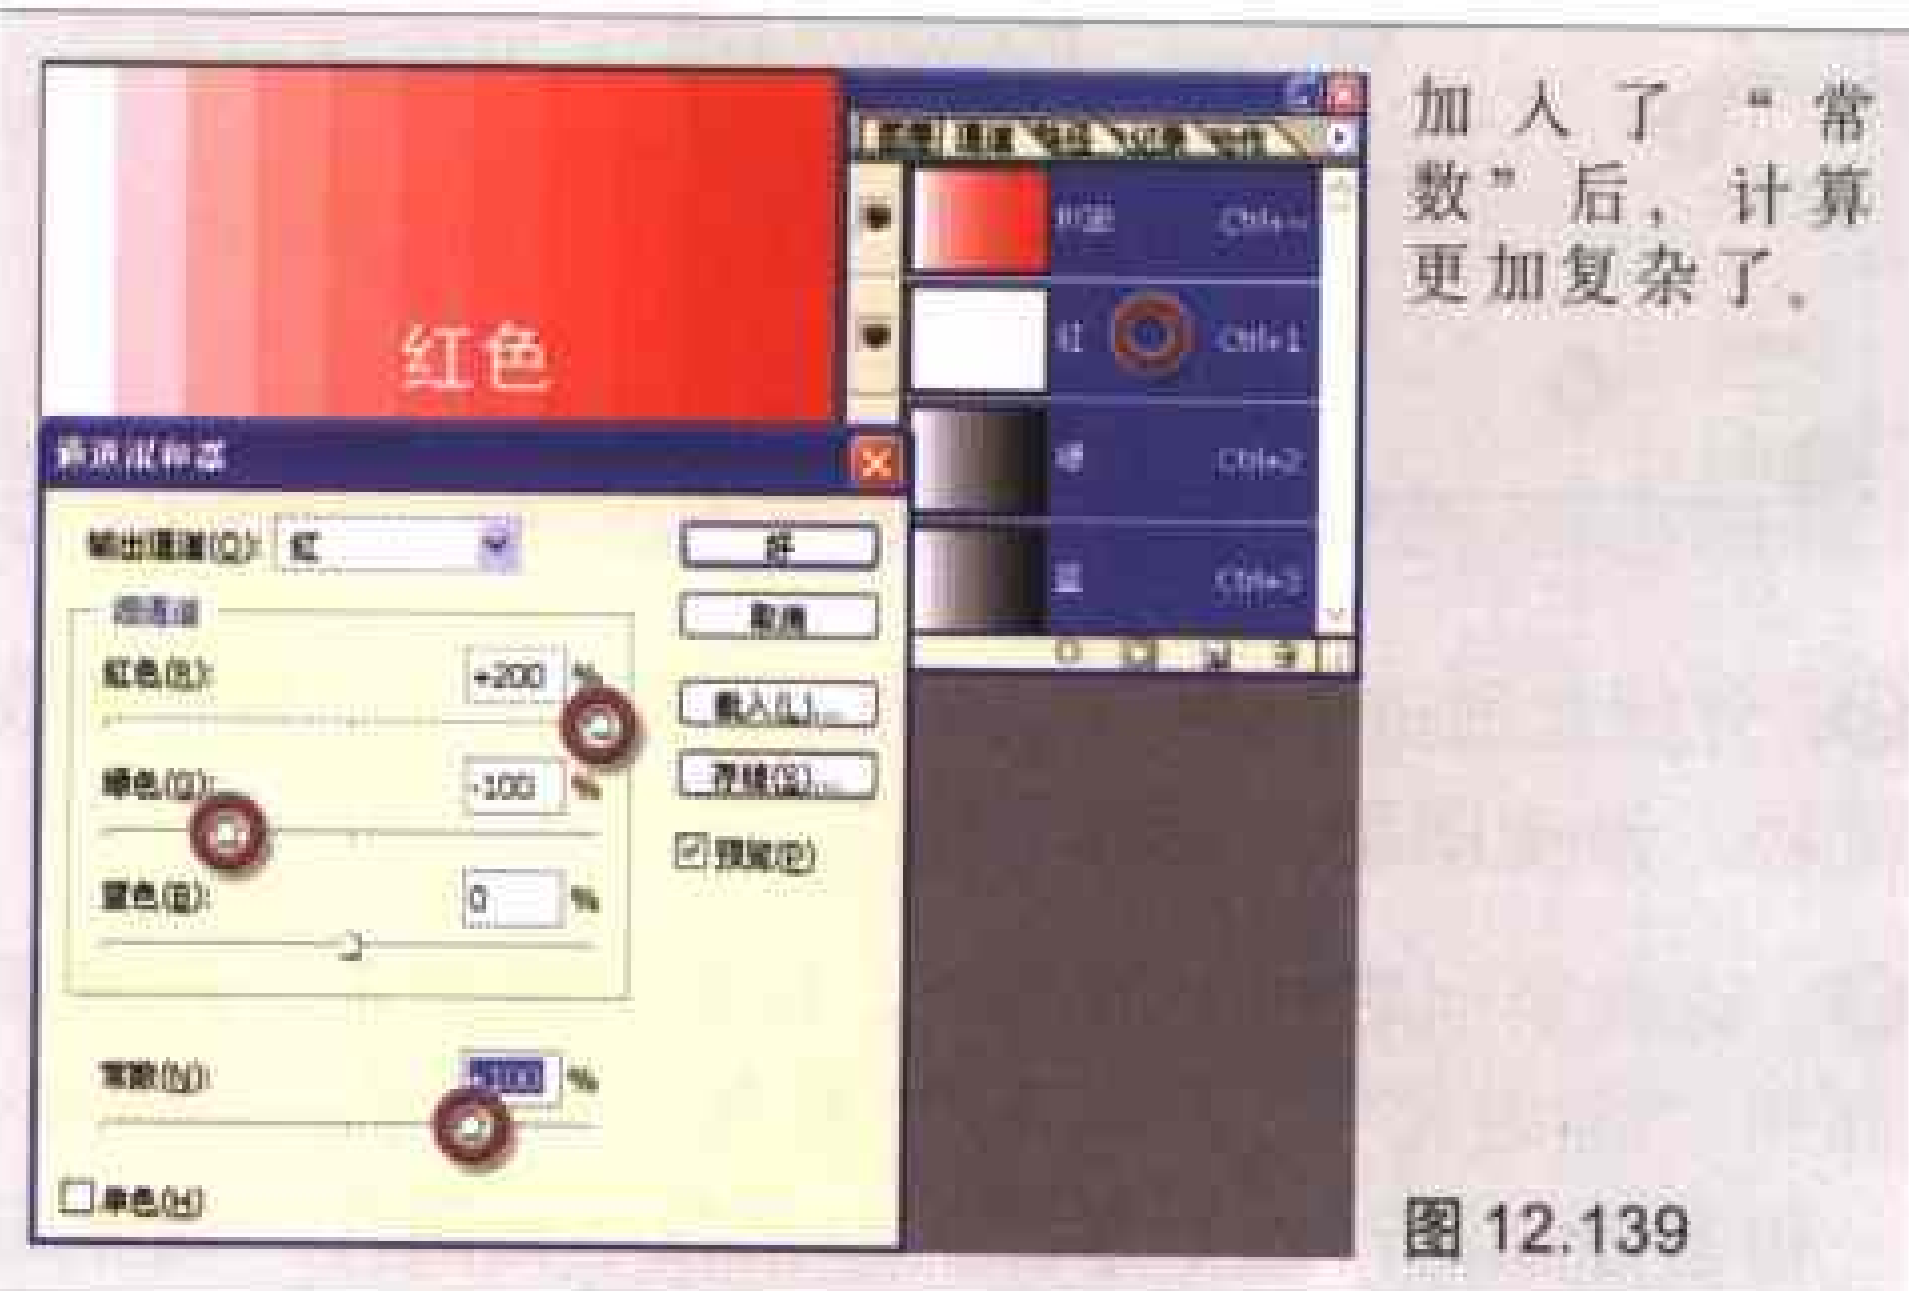 加入了“常
数”后，计算
更加复杂了。
红色
红 Ctrl+1
绿 Ctrl+2
蓝 Ctrl+3
通道混和器
输出通道(O): 红
好
源通道
取消
红色(R): +200 %
载入(L)...
绿色(G): -100 %
存储(S)...
预览(P)
蓝色(B): 0 %
常数(N): +100 %
单色(H)
图 12.139